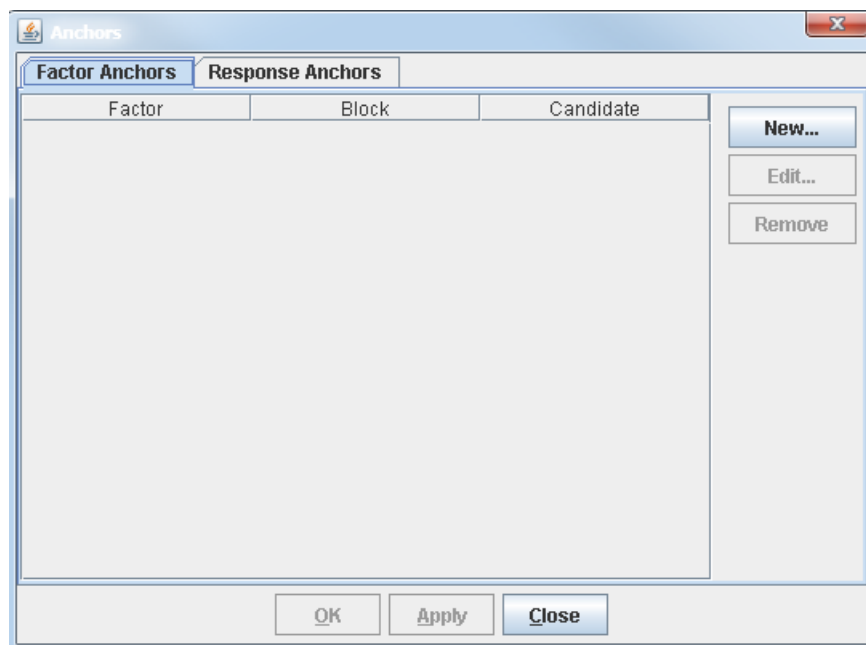 Anchors
Factor Anchors Response Anchors
Factor Block Candidate
New...
Edit...
Remove
OK Apply Close